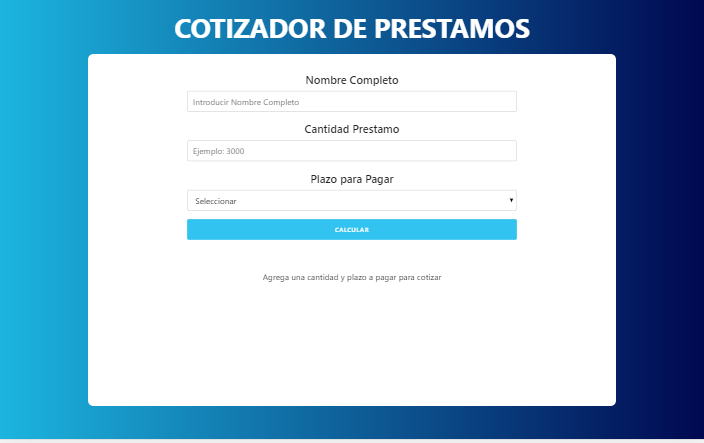 COTIZADOR DE PRESTAMOS
Nombre Completo
Introducir Nombre Completo
Cantidad Prestamo
Ejemplo: 3000
Plazo para Pagar
Seleccionar
CALCULAR
Agrega una cantidad y plazo a pagar para cotizar